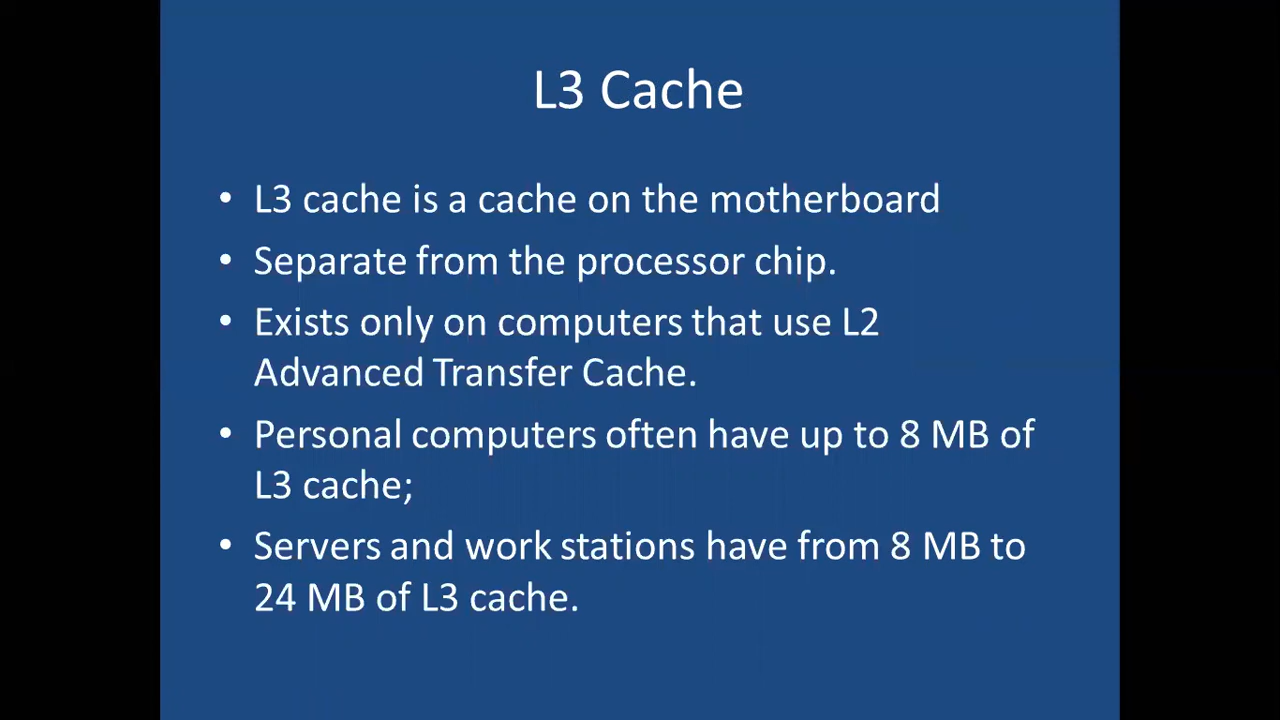 L3 Cache
• L3 cache is a cache on the motherboard
• Separate from the processor chip.
• Exists only on computers that use L2
Advanced Transfer Cache.
• Personal computers often have up to 8 MB of
L3 cache;
• Servers and work stations have from 8 MB to
24 MB of L3 cache.